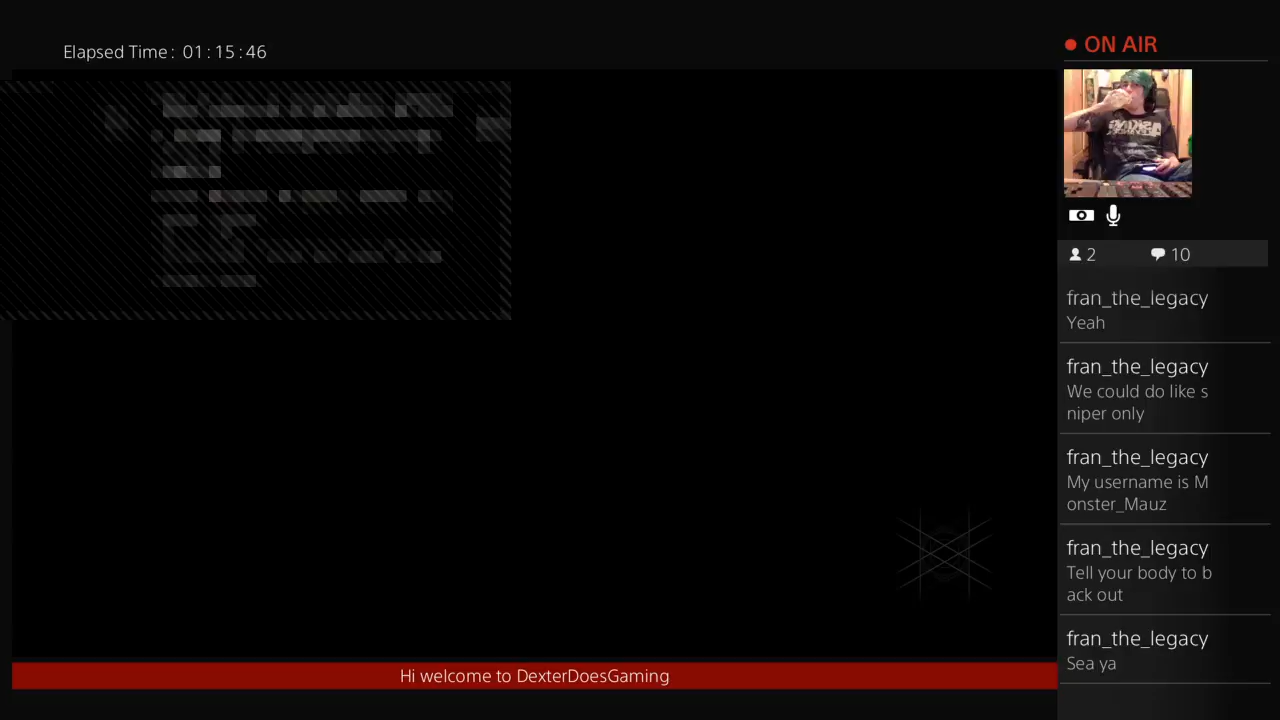 Elapsed Time: 01:15:46
ON AIR
2 10
fran_the_legacy
Yeah
fran_the_legacy
We could do like s
niper only
fran_the_legacy
My username is M
onster_Mauz
fran_the_legacy
Tell your body to b
ack out
fran_the_legacy
Sea ya
Hi welcome to DexterDoesGaming